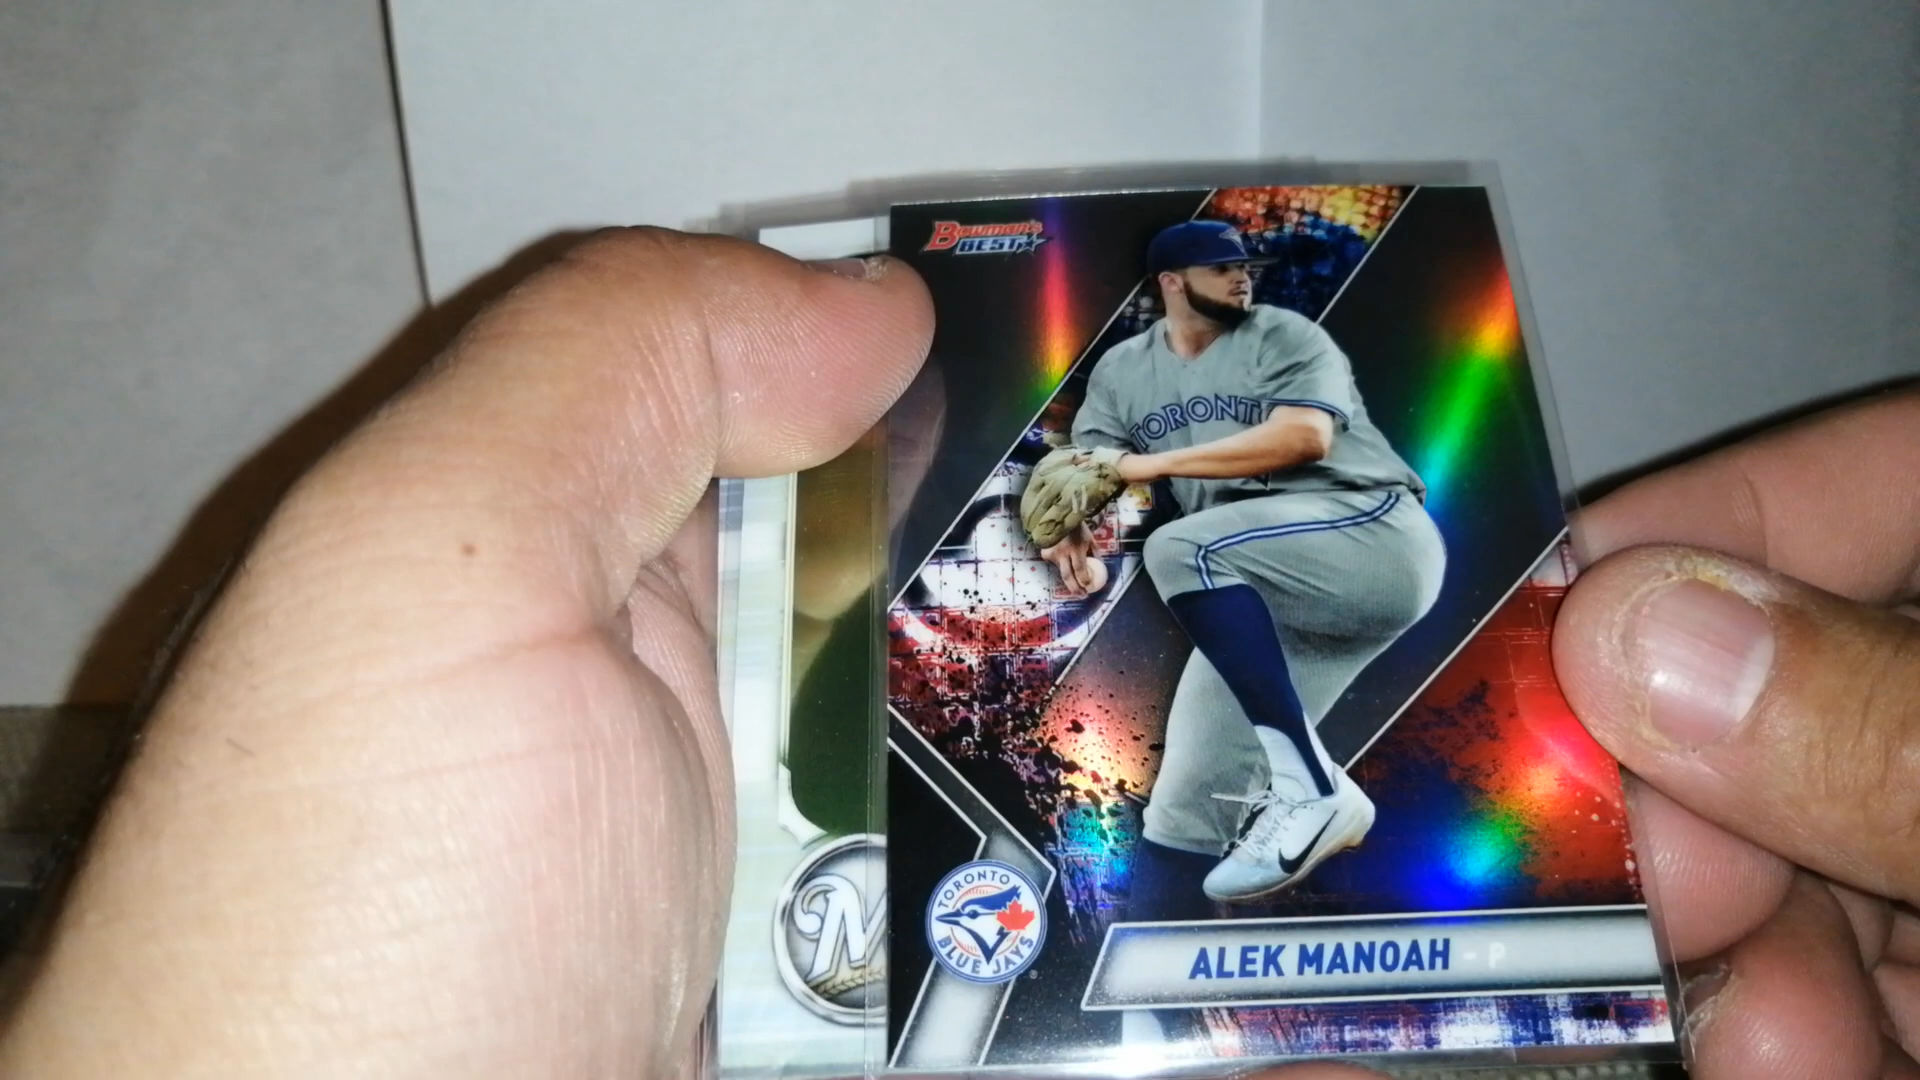 Bowman's
BEST
TORONTO
TORONTO
BLUE JAYS
M
ALEK MANOAH - P